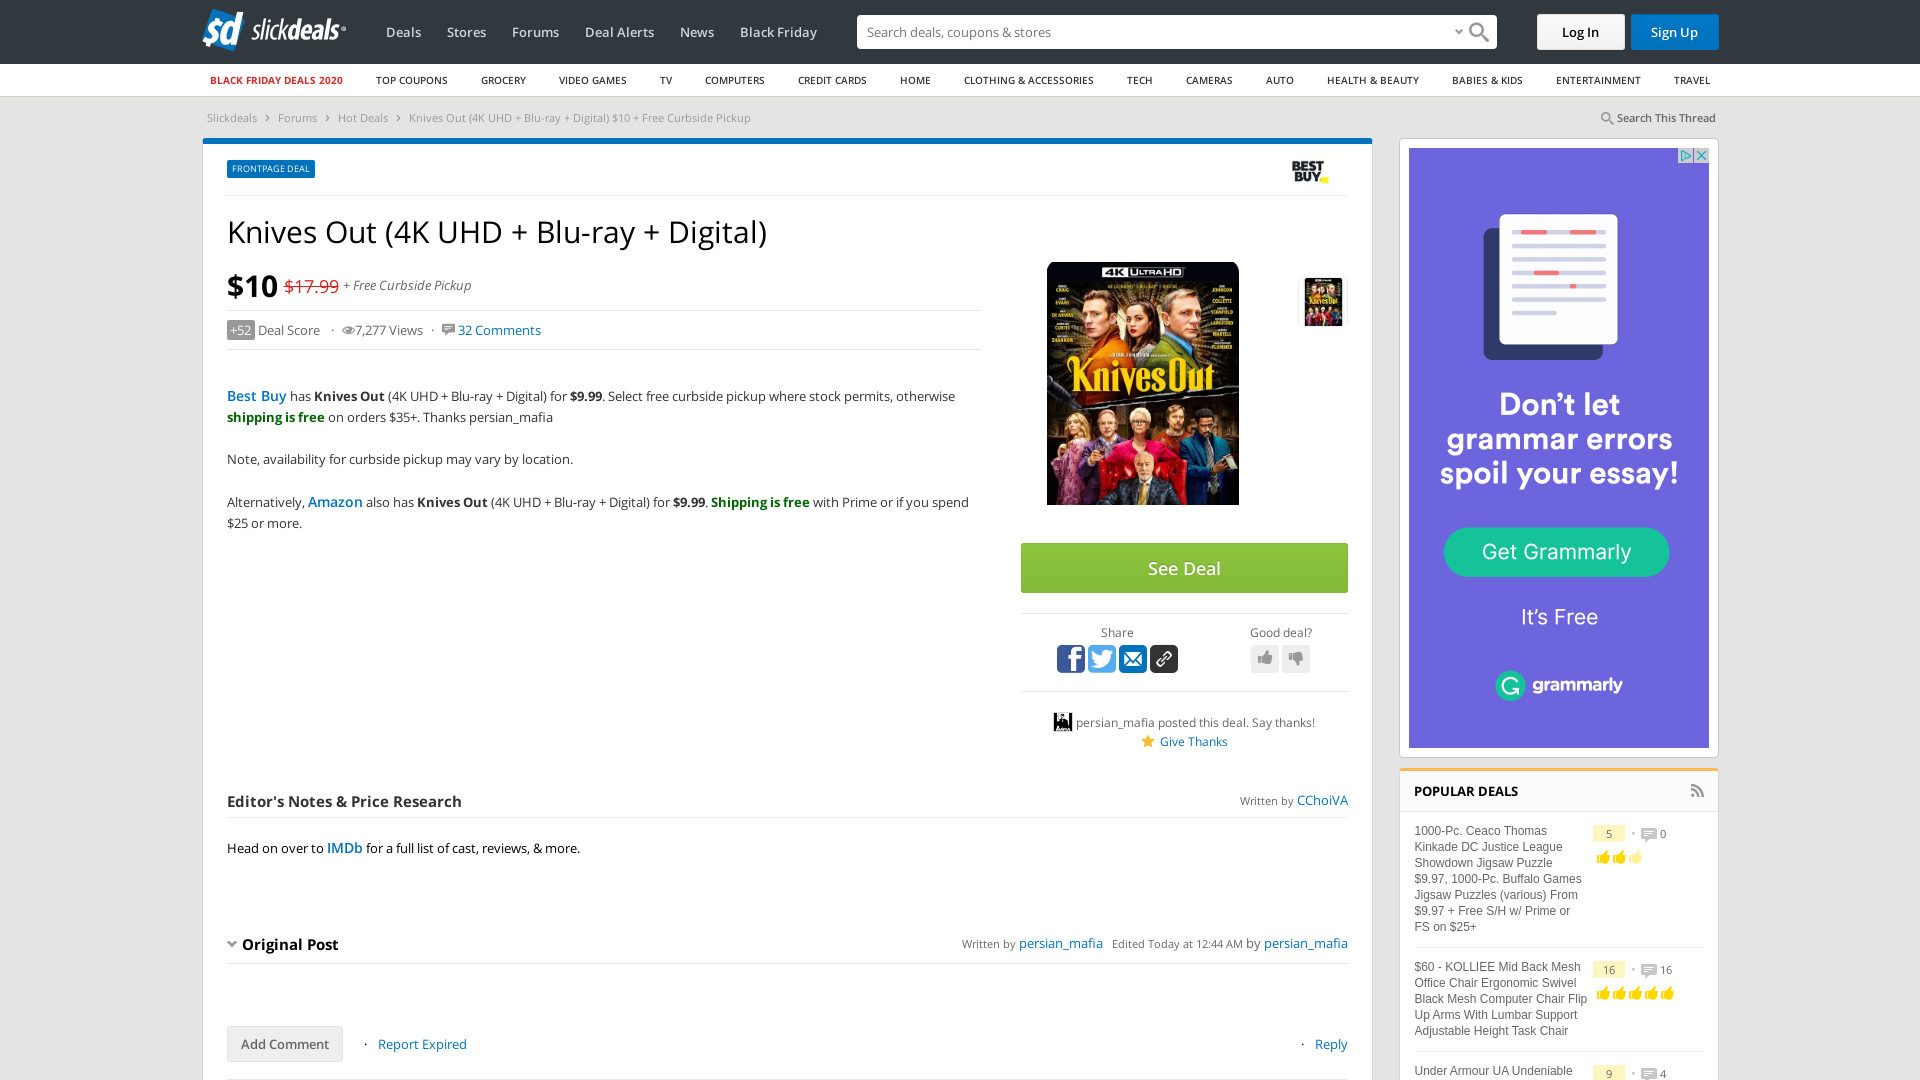 slickdeals
Deals
Stores
Forums
Deal Alerts
News
Black Friday
Search deals, coupons & stores
Log In
Sign Up
BLACK FRIDAY DEALS 2020
TOP COUPONS
GROCERY
VIDEO GAMES
TV
COMPUTERS
CREDIT CARDS
HOME
CLOTHING & ACCESSORIES
TECH
CAMERAS
AUTO
HEALTH & BEAUTY
BABIES & KIDS
ENTERTAINMENT
TRAVEL
Slickdeals › Forums › Hot Deals › Knives Out (4K UHD + Blu-ray + Digital) $10 + Free Curbside Pickup
Search This Thread
FRONTPAGE DEAL
BEST
BUY
Knives Out (4K UHD + Blu-ray + Digital)
$10 $17.99 + Free Curbside Pickup
+52 Deal Score · 7,277 Views · 32 Comments
Best Buy has Knives Out (4K UHD + Blu-ray + Digital) for $9.99. Select free curbside pickup where stock permits, otherwise
shipping is free on orders $35+. Thanks persian_mafia
Note, availability for curbside pickup may vary by location.
Alternatively, Amazon also has Knives Out (4K UHD + Blu-ray + Digital) for $9.99. Shipping is free with Prime or if you spend
$25 or more.
4K ULTRA HD
Knives Out
See Deal
Share
Good deal?
persian_mafia posted this deal. Say thanks!
Give Thanks
Editor's Notes & Price Research
Written by CChoiVA
Head on over to IMDb for a full list of cast, reviews, & more.
Original Post
Written by persian_mafia Edited Today at 12:44 AM by persian_mafia
Add Comment
· Report Expired
· Reply
Don't let
grammar errors
spoil your essay!
Get Grammarly
It's Free
grammarly
POPULAR DEALS
1000-Pc. Ceaco Thomas
Kinkade DC Justice League
Showdown Jigsaw Puzzle
$9.97, 1000-Pc. Buffalo Games
Jigsaw Puzzles (various) From
$9.97 + Free S/H w/ Prime or
FS on $25+
5 • 0
$60 - KOLLIEE Mid Back Mesh
Office Chair Ergonomic Swivel
Black Mesh Computer Chair Flip
Up Arms With Lumbar Support
Adjustable Height Task Chair
16 • 16
Under Armour UA Undeniable
9 • 4